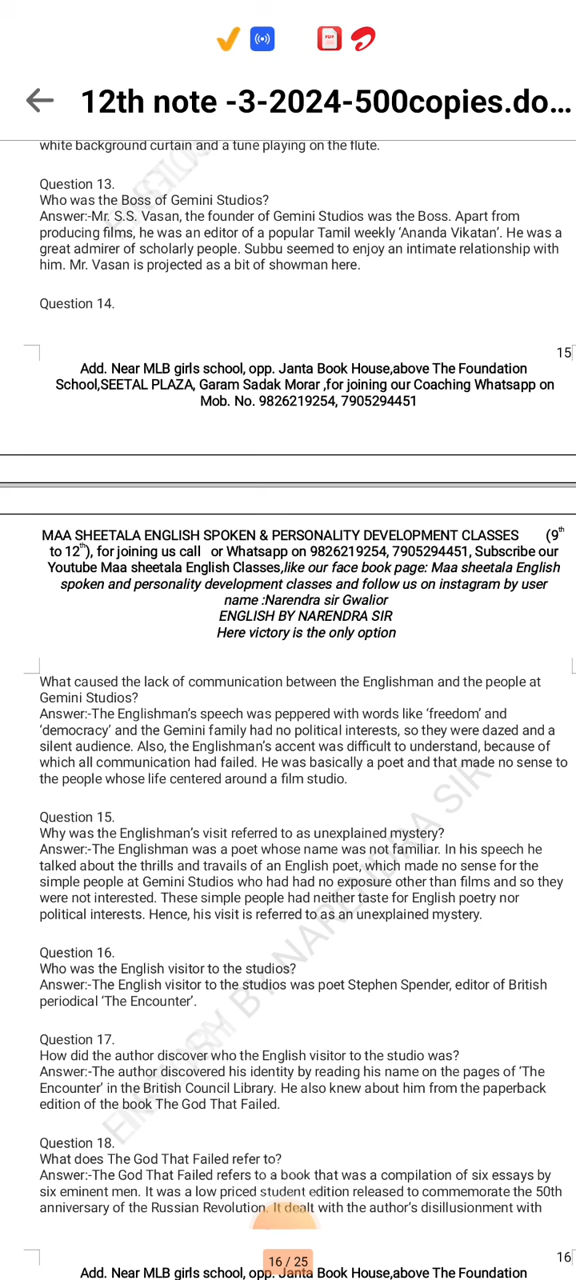 PDF
12th note -3-2024-500copies.do...
white background curtain and a tune playing on the flute.
Question 13.
Who was the Boss of Gemini Studios?
Answer:-Mr. S.S. Vasan, the founder of Gemini Studios was the Boss. Apart from
producing films, he was an editor of a popular Tamil weekly ‘Ananda Vikatan’. He was a
great admirer of scholarly people. Subbu seemed to enjoy an intimate relationship with
him. Mr. Vasan is projected as a bit of showman here.
Question 14.
15
Add. Near MLB girls school, opp. Janta Book House,above The Foundation
School,SEETAL PLAZA, Garam Sadak Morar ,for joining our Coaching Whatsapp on
Mob. No. 9826219254, 7905294451
MAA SHEETALA ENGLISH SPOKEN & PERSONALITY DEVELOPMENT CLASSES (9th
to 12th), for joining us call or Whatsapp on 9826219254, 7905294451, Subscribe our
Youtube Maa sheetala English Classes,like our face book page: Maa sheetala English
spoken and personality development classes and follow us on instagram by user
name :Narendra sir Gwalior
ENGLISH BY NARENDRA SIR
Here victory is the only option
What caused the lack of communication between the Englishman and the people at
Gemini Studios?
Answer:-The Englishman’s speech was peppered with words like ‘freedom’ and
‘democracy’ and the Gemini family had no political interests, so they were dazed and a
silent audience. Also, the Englishman’s accent was difficult to understand, because of
which all communication had failed. He was basically a poet and that made no sense to
the people whose life centered around a film studio.
Question 15.
Why was the Englishman’s visit referred to as unexplained mystery?
Answer:-The Englishman was a poet whose name was not familiar. In his speech he
talked about the thrills and travails of an English poet, which made no sense for the
simple people at Gemini Studios who had had no exposure other than films and so they
were not interested. These simple people had neither taste for English poetry nor
political interests. Hence, his visit is referred to as an unexplained mystery.
Question 16.
Who was the English visitor to the studios?
Answer:-The English visitor to the studios was poet Stephen Spender, editor of British
periodical ‘The Encounter’.
Question 17.
How did the author discover who the English visitor to the studio was?
Answer:-The author discovered his identity by reading his name on the pages of ‘The
Encounter’ in the British Council Library. He also knew about him from the paperback
edition of the book The God That Failed.
Question 18.
What does The God That Failed refer to?
Answer:-The God That Failed refers to a book that was a compilation of six essays by
six eminent men. It was a low priced student edition released to commemorate the 50th
anniversary of the Russian Revolution. It dealt with the author’s disillusionment with
16 / 25
16
Add. Near MLB girls school, opp. Janta Book House,above The Foundation